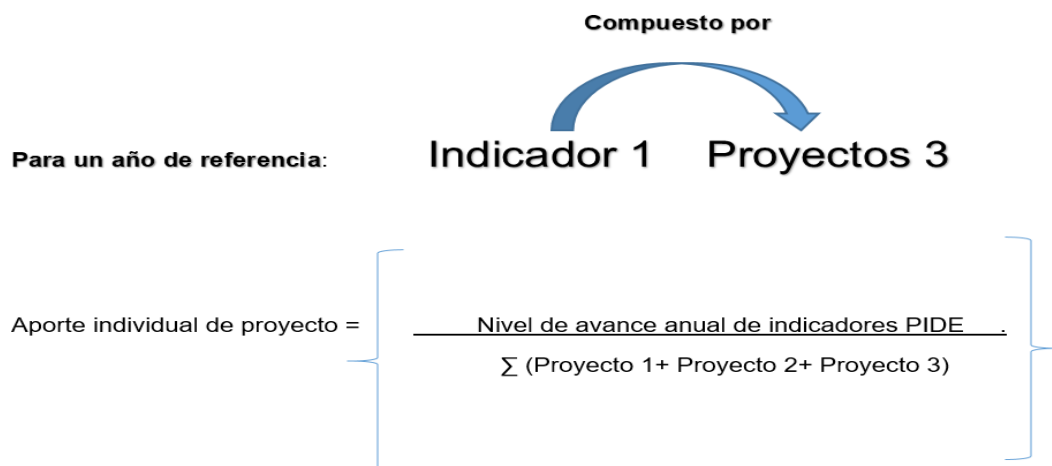 Compuesto por
Para un año de referencia: Indicador 1 Proyectos 3
Aporte individual de proyecto = Nivel de avance anual de indicadores PIDE .
∑ (Proyecto 1+ Proyecto 2+ Proyecto 3)